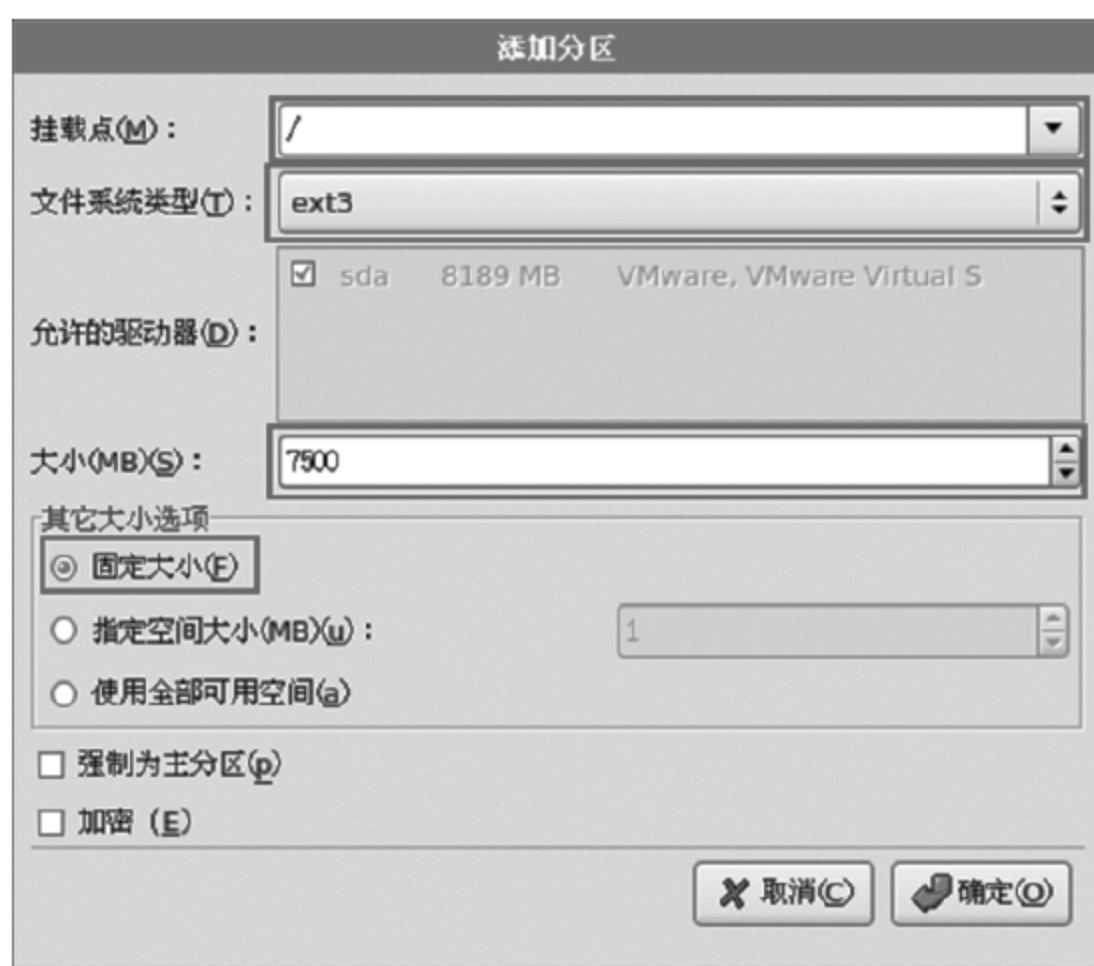 添加分区
挂载点(M)：
/
文件系统类型(T)：
ext3
允许的驱动器(D)：
sda 8189 MB VMware, VMware Virtual S
大小(MB)(S)：
7500
其它大小选项
固定大小(F)
指定空间大小(MB)(u)：
1
使用全部可用空间(a)
强制为主分区(p)
加密 (E)
取消(C)
确定(O)